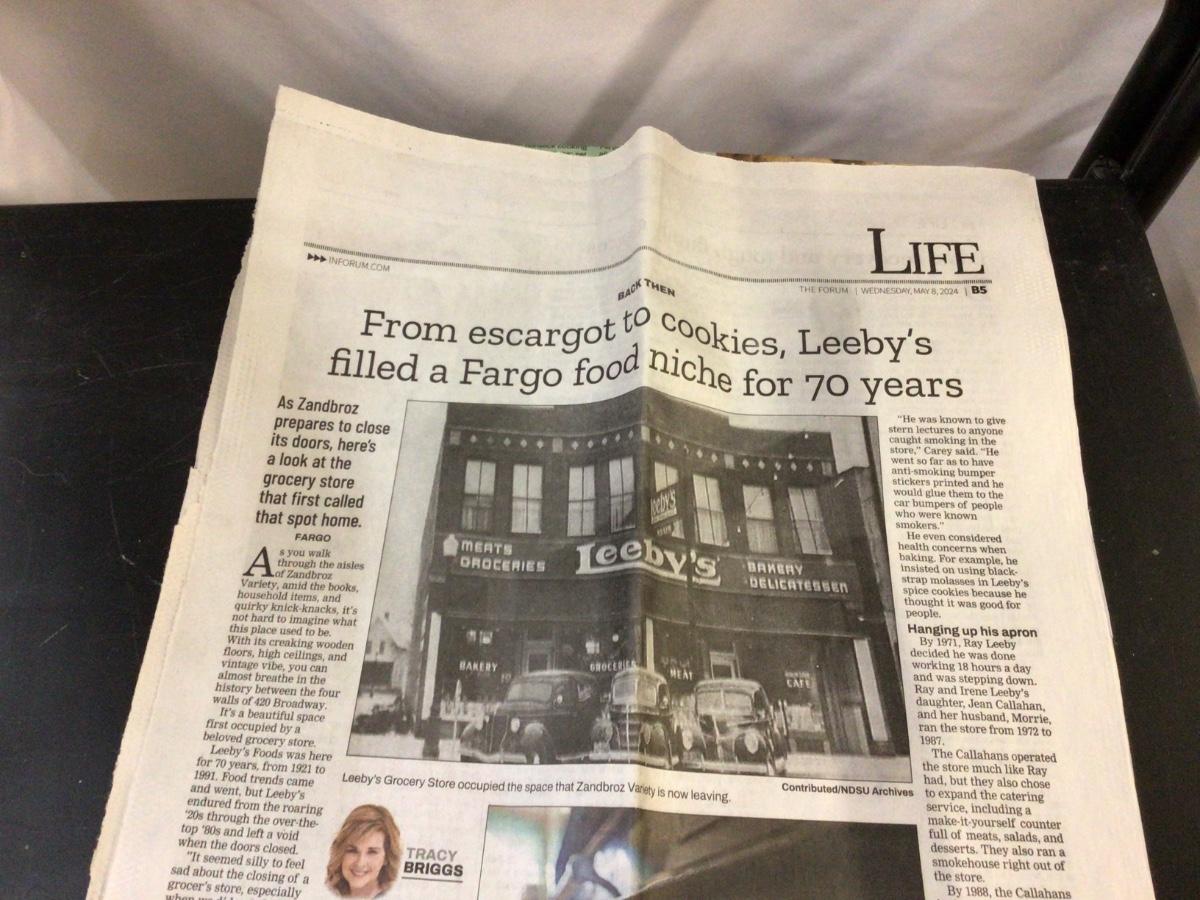 INFORUM.COM
LIFE
THE FORUM | WEDNESDAY, MAY 8, 2024 | B5
BACK THEN
From escargot to cookies, Leeby's
filled a Fargo food niche for 70 years
As Zandbroz
prepares to close
its doors, here's
a look at the
grocery store
that first called
that spot home.
FARGO
As you walk
through the aisles
of Zandbroz
Variety, amid the books,
household items, and
quirky knick-knacks, it's
not hard to imagine what
this place used to be.
With its creaking wooden
floors, high ceilings, and
vintage vibe, you can
almost breathe in the
history between the four
walls of 420 Broadway.
It's a beautiful space
first occupied by a
beloved grocery store.
Leeby's Foods was here
for 70 years, from 1921 to
1991. Food trends came
and went, but Leeby's
endured from the roaring
'20s through the over-the-
top '80s and left a void
when the doors closed.
"It seemed silly to feel
sad about the closing of a
grocer's store, especially
Leeby's
MEATS
GROCERIES
Leeby's
BAKERY
DELICATESSEN
BAKERY
GROCERIES
MEAT
CAFE
Leeby's Grocery Store occupied the space that Zandbroz Variety is now leaving.
Contributed/NDSU Archives
TRACY
BRIGGS
"He was known to give
stern lectures to anyone
caught smoking in the
store," Carey said. "He
went so far as to have
anti-smoking bumper
stickers printed and he
would glue them to the
car bumpers of people
who were known
smokers."
He even considered
health concerns when
baking. For example, he
insisted on using black-
strap molasses in Leeby's
spice cookies because he
thought it was good for
people.
Hanging up his apron
By 1971, Ray Leeby
decided he was done
working 18 hours a day
and was stepping down.
Ray and Irene Leeby's
daughter, Jean Callahan,
and her husband, Morrie,
ran the store from 1972 to
1987.
The Callahans operated
the store much like Ray
had, but they also chose
to expand the catering
service, including a
make-it-yourself counter
full of meats, salads, and
desserts. They also ran a
smokehouse right out of
the store.
By 1988, the Callahans